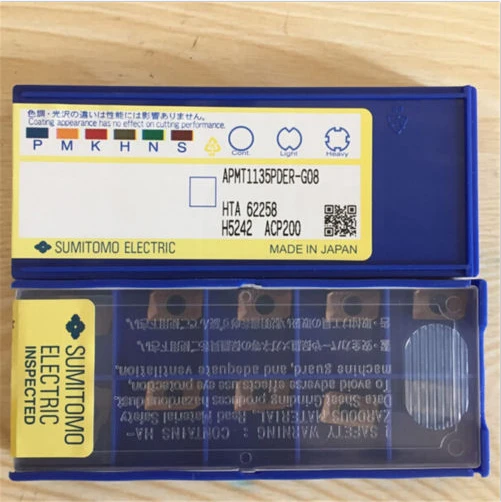 色調・光沢の違いは性能には影響ありません。
Coating appearance has no effect on cutting performance.
P M K H N S
Cont. Light Heavy
APMT1135PDER-G08
HTA 62258
H5242 ACP200
SUMITOMO ELECTRIC
MADE IN JAPAN
SUMITOMO
ELECTRIC
INSPECTED
SAFETY WARNING : CONTAINS HA-
ZARDOUS MATERIAL. Read Material Safety
Data Sheet. Grinding produces hazardous dust.
To avoid adverse effects use eye protection,
machine guard, and adequate ventilation.